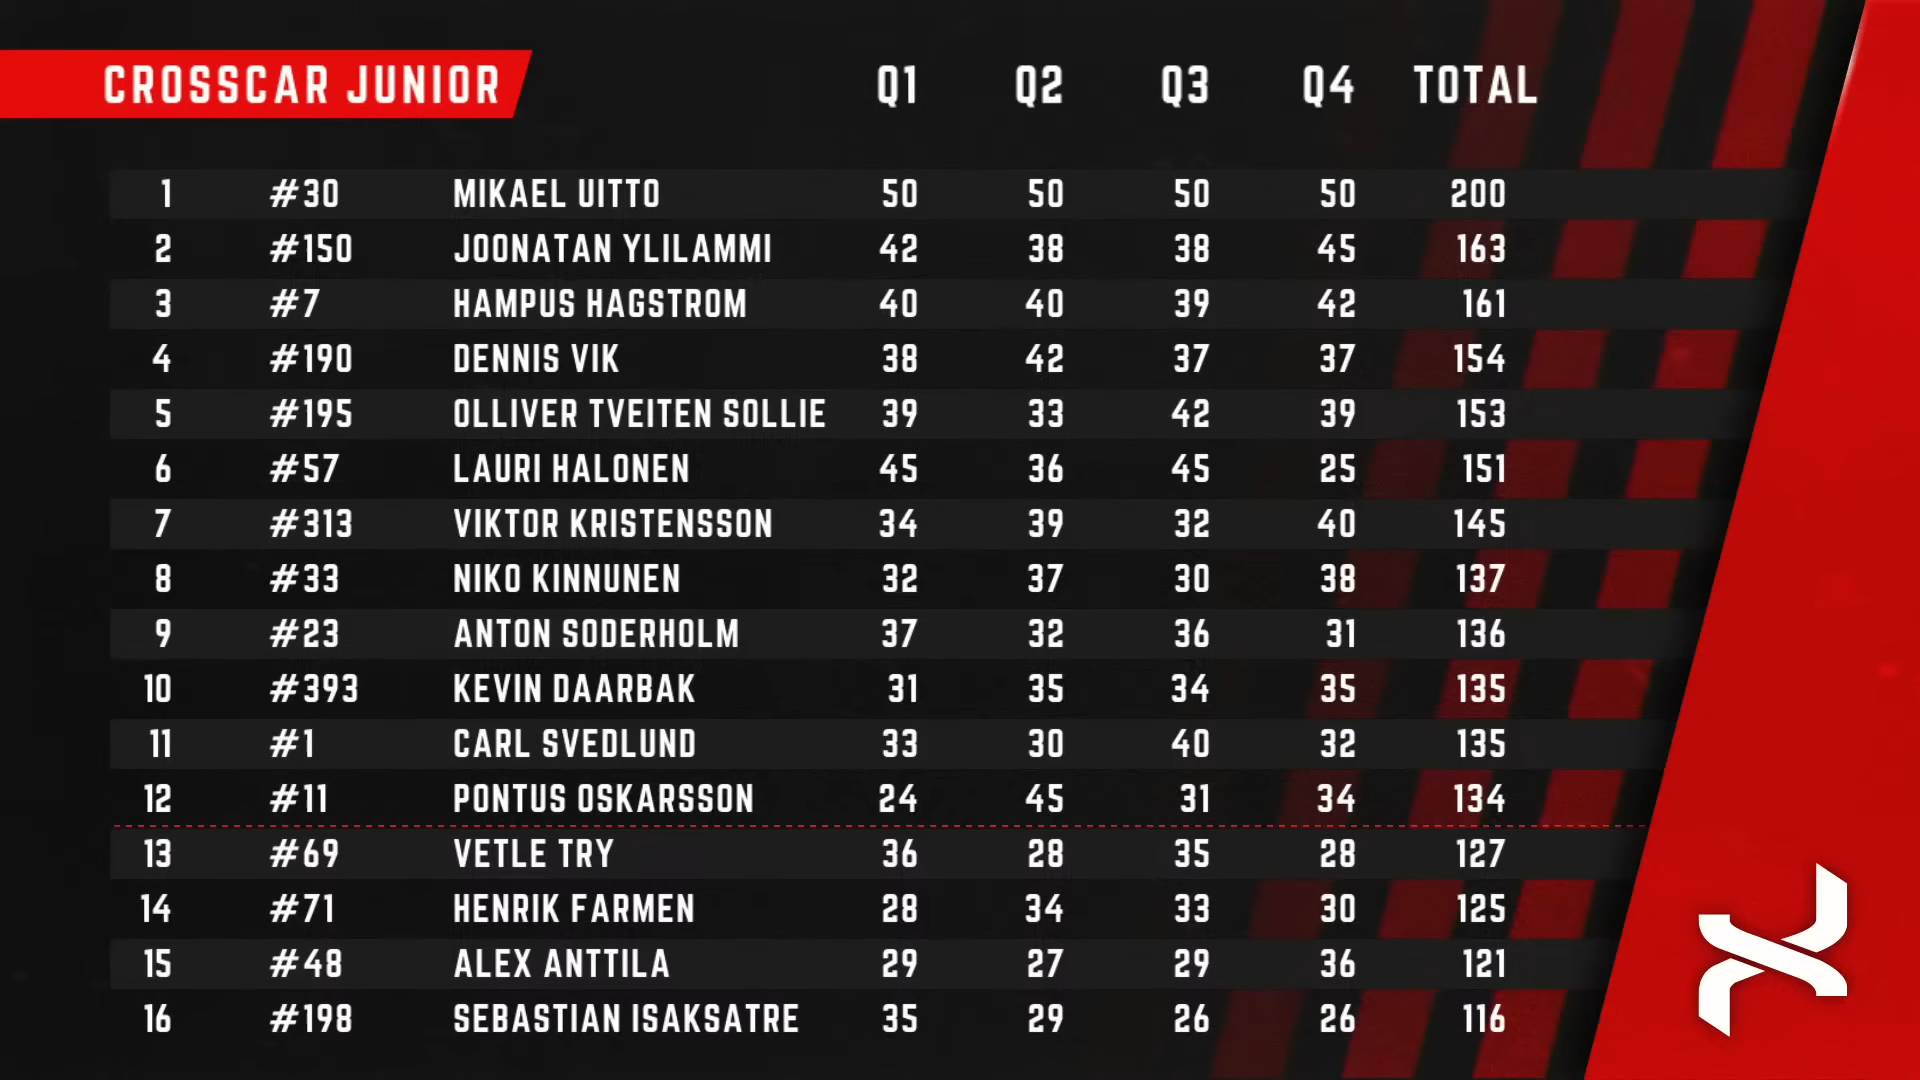 CROSSCAR JUNIOR Q1 Q2 Q3 Q4 TOTAL
1 #30 MIKAEL UITTO 50 50 50 50 200
2 #150 JOONATAN YLILAMMI 42 38 38 45 163
3 #7 HAMPUS HAGSTROM 40 40 39 42 161
4 #190 DENNIS VIK 38 42 37 37 154
5 #195 OLLIVER TVEITEN SOLLIE 39 33 42 39 153
6 #57 LAURI HALONEN 45 36 45 25 151
7 #313 VIKTOR KRISTENSSON 34 39 32 40 145
8 #33 NIKO KINNUNEN 32 37 30 38 137
9 #23 ANTON SODERHOLM 37 32 36 31 136
10 #393 KEVIN DAARBAK 31 35 34 35 135
11 #1 CARL SVEDLUND 33 30 40 32 135
12 #11 PONTUS OSKARSSON 24 45 31 34 134
13 #69 VETLE TRY 36 28 35 28 127
14 #71 HENRIK FARMEN 28 34 33 30 125
15 #48 ALEX ANTTILA 29 27 29 36 121
16 #198 SEBASTIAN ISAKSATRE 35 29 26 26 116